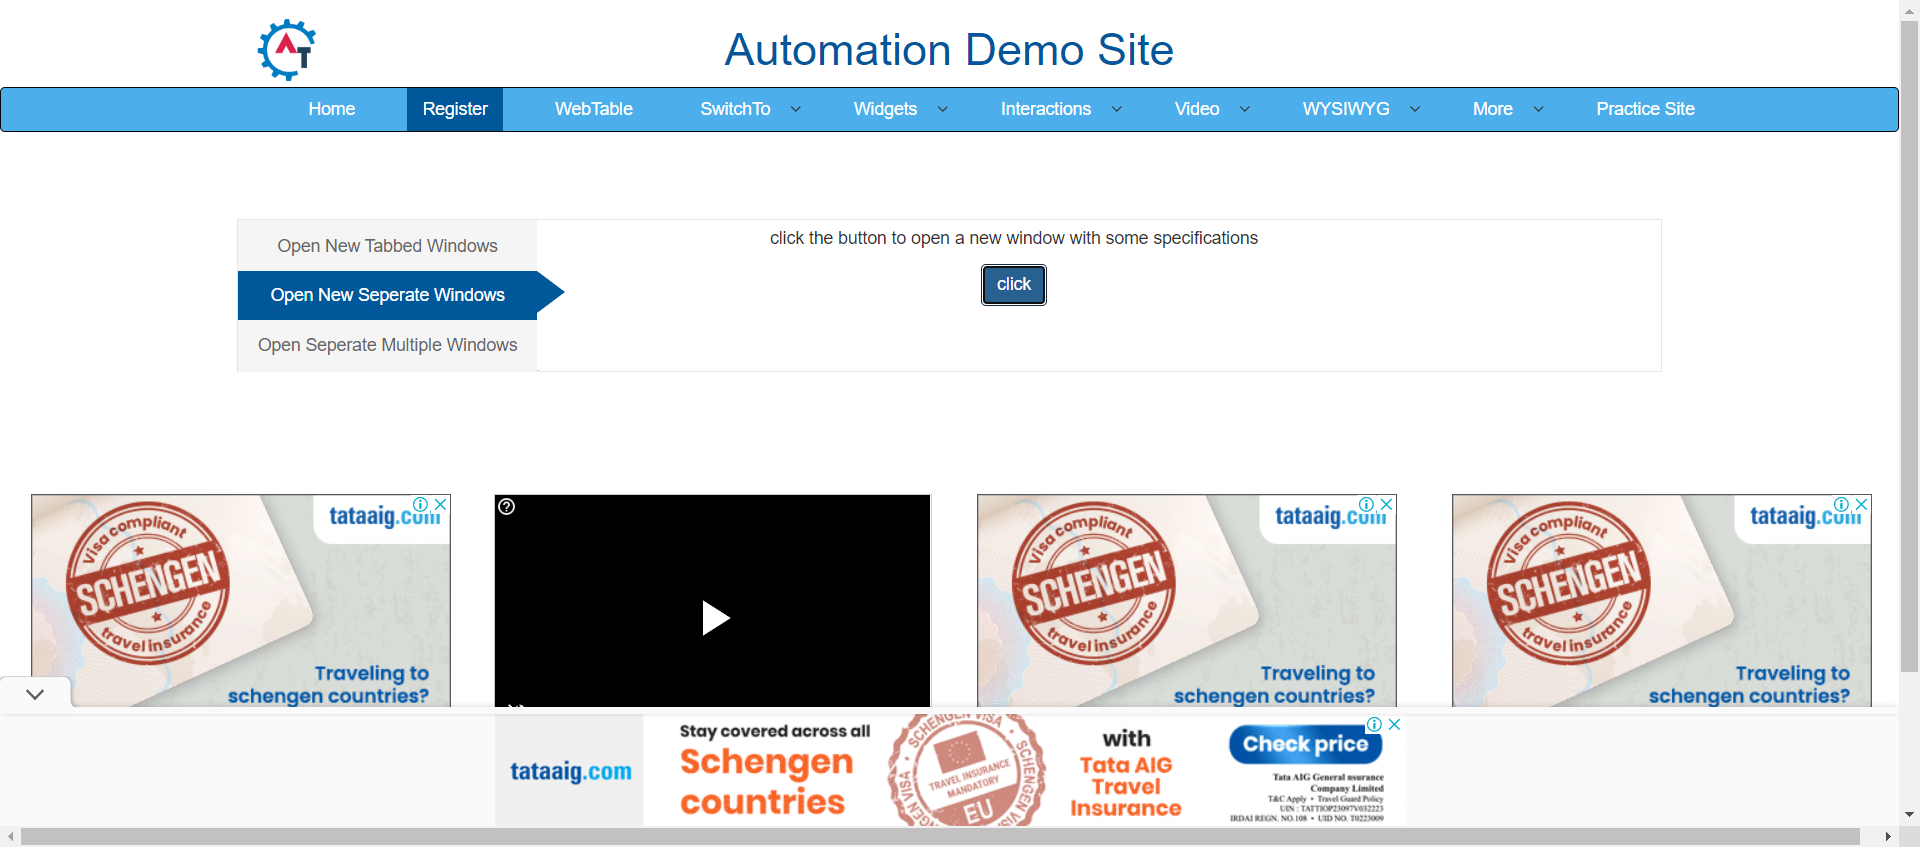 AT
Automation Demo Site
Home Register WebTable SwitchTo Widgets Interactions Video WYSIWYG More Practice Site
Open New Tabbed Windows
Open New Seperate Windows
Open Seperate Multiple Windows
click the button to open a new window with some specifications
click
tataaig.com
Visa compliant
SCHENGEN
travel insurance
Traveling to
schengen countries?
tataaig.com
Visa compliant
SCHENGEN
travel insurance
Traveling to
schengen countries?
tataaig.com
Visa compliant
SCHENGEN
travel insurance
Traveling to
schengen countries?
tataaig.com
Stay covered across all
Schengen
countries
SCHENGEN VISA
SCHENGEN VISA
SCHENGEN
TRAVEL INSURANCE
MANDATORY
EU
with
Tata AIG
Travel
Insurance
Check price
Tata AIG General nsurance
Company Limited
T&C Apply • Travel Guard Policy
UIN : TATTIOP23097V032223
IRDAI REGN. NO.108 • UID NO. T0223009